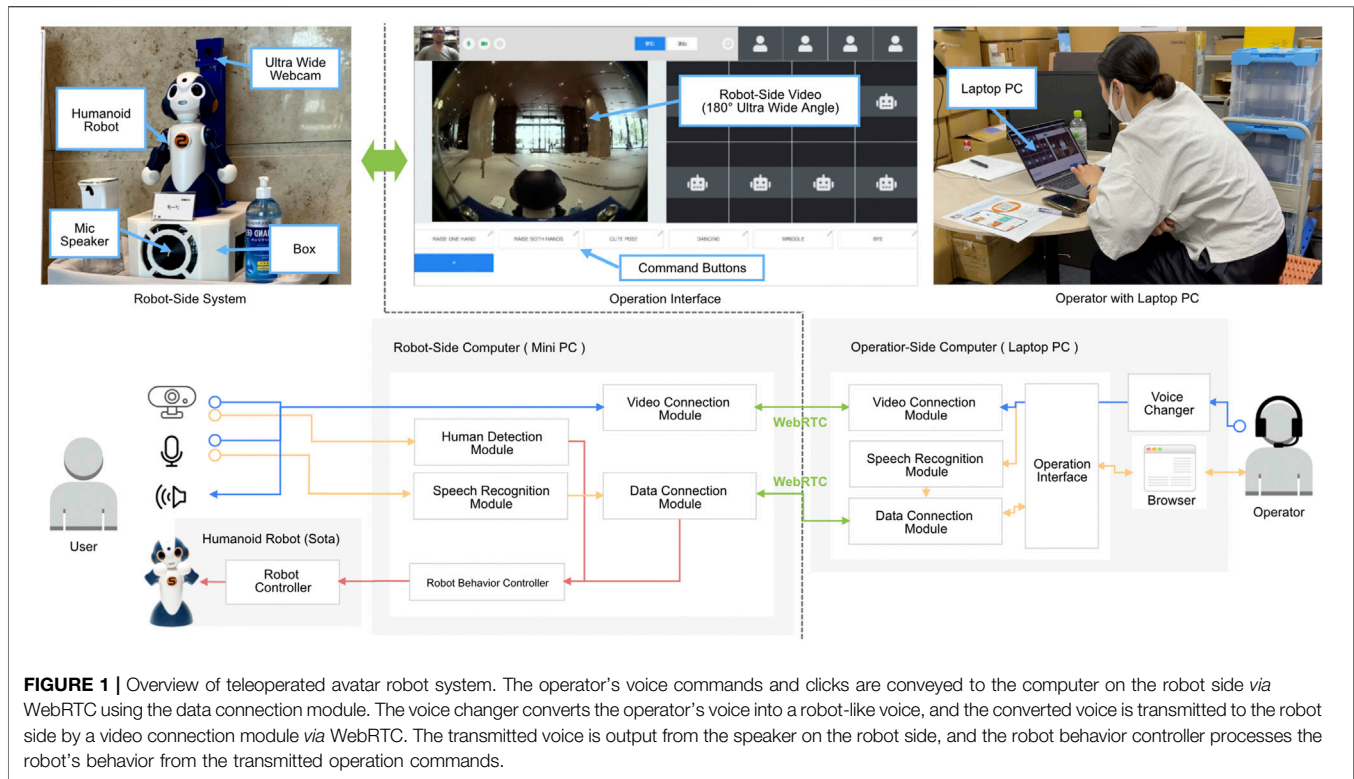 Ultra Wide
Webcam
Humanoid
Robot
Mic
Speaker
Box
Robot-Side System
Robot-Side Video
(180° Ultra Wide Angle)
RAISE ONE HAND
RAISE BOTH HANDS
CUTE POSE
DANCING
WRIGGLE
BYE
Command Buttons
Operation Interface
Laptop PC
Operator with Laptop PC
Robot-Side Computer ( Mini PC )
Operatior-Side Computer ( Laptop PC )
Video Connection
Module
WebRTC
Video Connection
Module
Voice
Changer
Human Detection
Module
Speech Recognition
Module
Operation
Interface
Speech Recognition
Module
Data Connection
Module
WebRTC
Data Connection
Module
Browser
Operator
User
Humanoid Robot (Sota)
Robot
Controller
Robot Behavior Controller
FIGURE 1 | Overview of teleoperated avatar robot system. The operator's voice commands and clicks are conveyed to the computer on the robot side via
WebRTC using the data connection module. The voice changer converts the operator's voice into a robot-like voice, and the converted voice is transmitted to the robot
side by a video connection module via WebRTC. The transmitted voice is output from the speaker on the robot side, and the robot behavior controller processes the
robot's behavior from the transmitted operation commands.